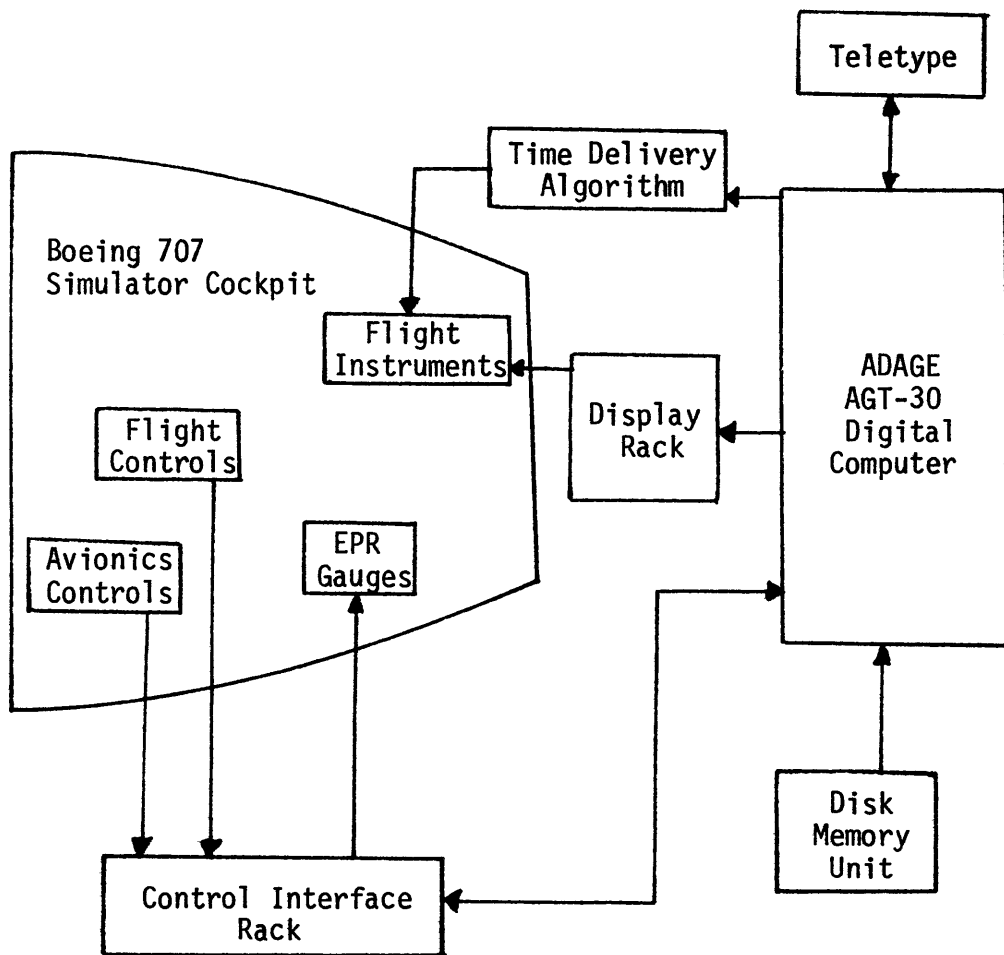 Teletype
Time Delivery
Algorithm
Boeing 707
Simulator Cockpit
Flight
Instruments
ADAGE
AGT-30
Digital
Computer
Display
Rack
Flight
Controls
EPR
Gauges
Avionics
Controls
Disk
Memory
Unit
Control Interface
Rack